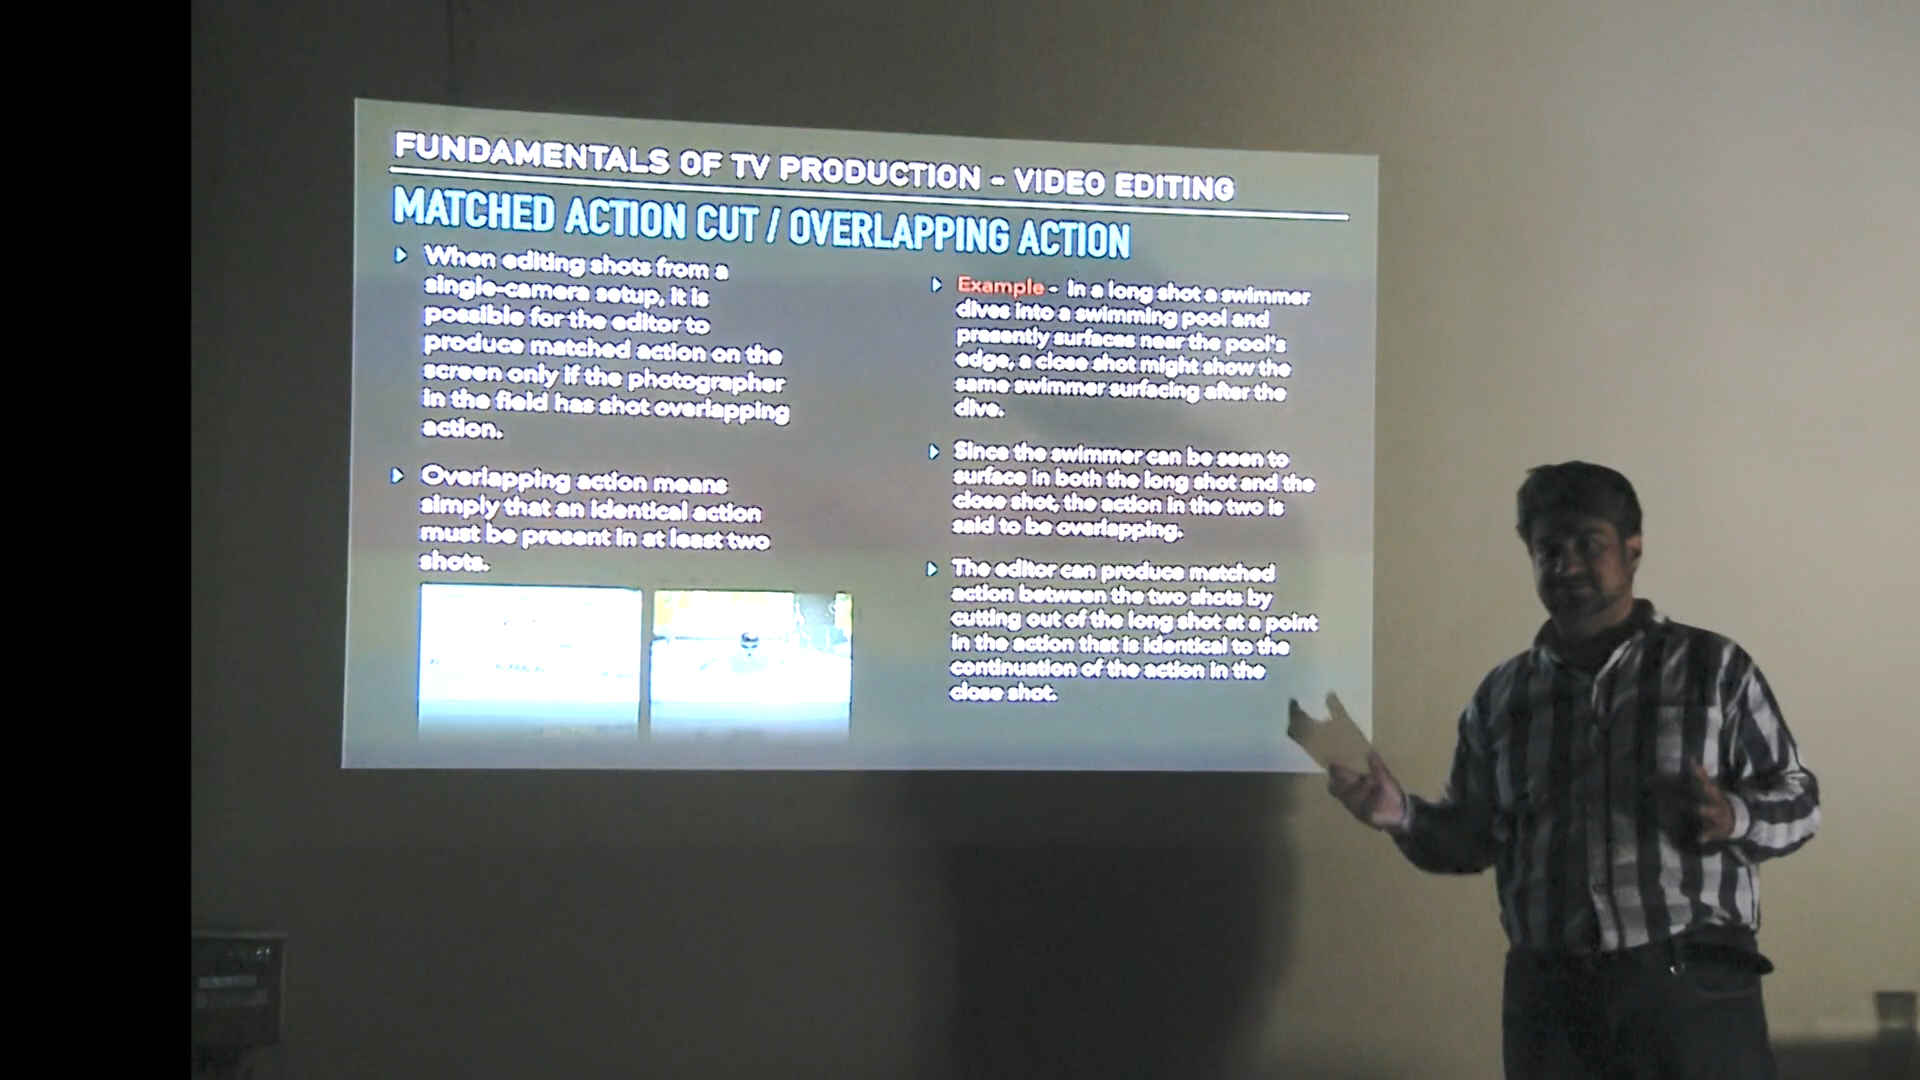 FUNDAMENTALS OF TV PRODUCTION - VIDEO EDITING
MATCHED ACTION CUT / OVERLAPPING ACTION
When editing shots from a
single-camera setup, it is
possible for the editor to
produce matched action on the
screen only if the photographer
in the field has shot overlapping
action.
Overlapping action means
simply that an identical action
must be present in at least two
shots.
Example - In a long shot a swimmer
dives into a swimming pool and
presently surfaces near the pool's
edge, a close shot might show the
same swimmer surfacing after the
dive.
Since the swimmer can be seen to
surface in both the long shot and the
close shot, the action in the two is
said to be overlapping.
The editor can produce matched
action between the two shots by
cutting out of the long shot at a point
in the action that is identical to the
continuation of the action in the
close shot.